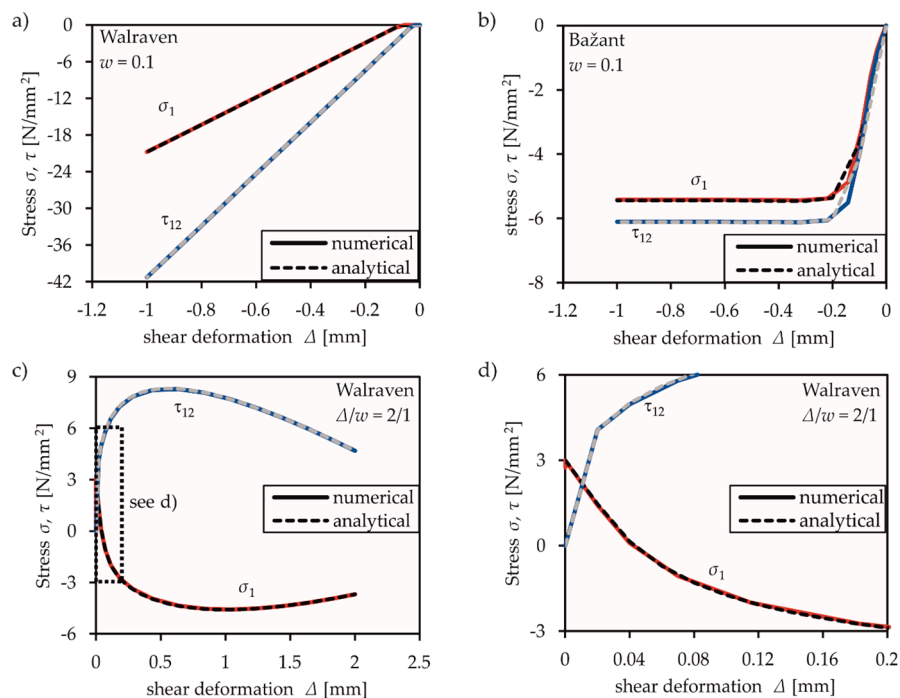 a)
Walraven
w = 0.1
σ1
τ12
numerical
analytical
0
-6
-12
-18
-24
-30
-36
-42
-1.2
-1
-0.8
-0.6
-0.4
-0.2
0
Stress σ, τ [N/mm²]
shear deformation Δ [mm]
b)
Bažant
w = 0.1
σ1
τ12
numerical
analytical
0
-2
-4
-6
-8
-1.2
-1
-0.8
-0.6
-0.4
-0.2
0
stress σ, τ [N/mm²]
shear deformation Δ [mm]
c)
Walraven
Δ/w = 2/1
τ12
see d)
numerical
analytical
σ1
9
6
3
0
-3
-6
0
0.5
1
1.5
2
2.5
Stress σ, τ [N/mm²]
shear deformation Δ [mm]
d)
Walraven
Δ/w = 2/1
τ12
numerical
analytical
σ1
6
3
0
-3
0
0.04
0.08
0.12
0.16
0.2
Stress σ, τ [N/mm²]
shear deformation Δ [mm]